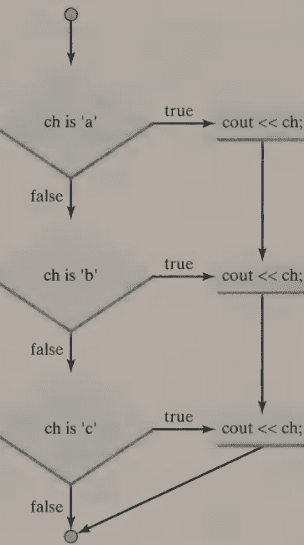 ch is 'a' true cout << ch;
false
ch is 'b' true cout << ch;
false
ch is 'c' true cout << ch;
false